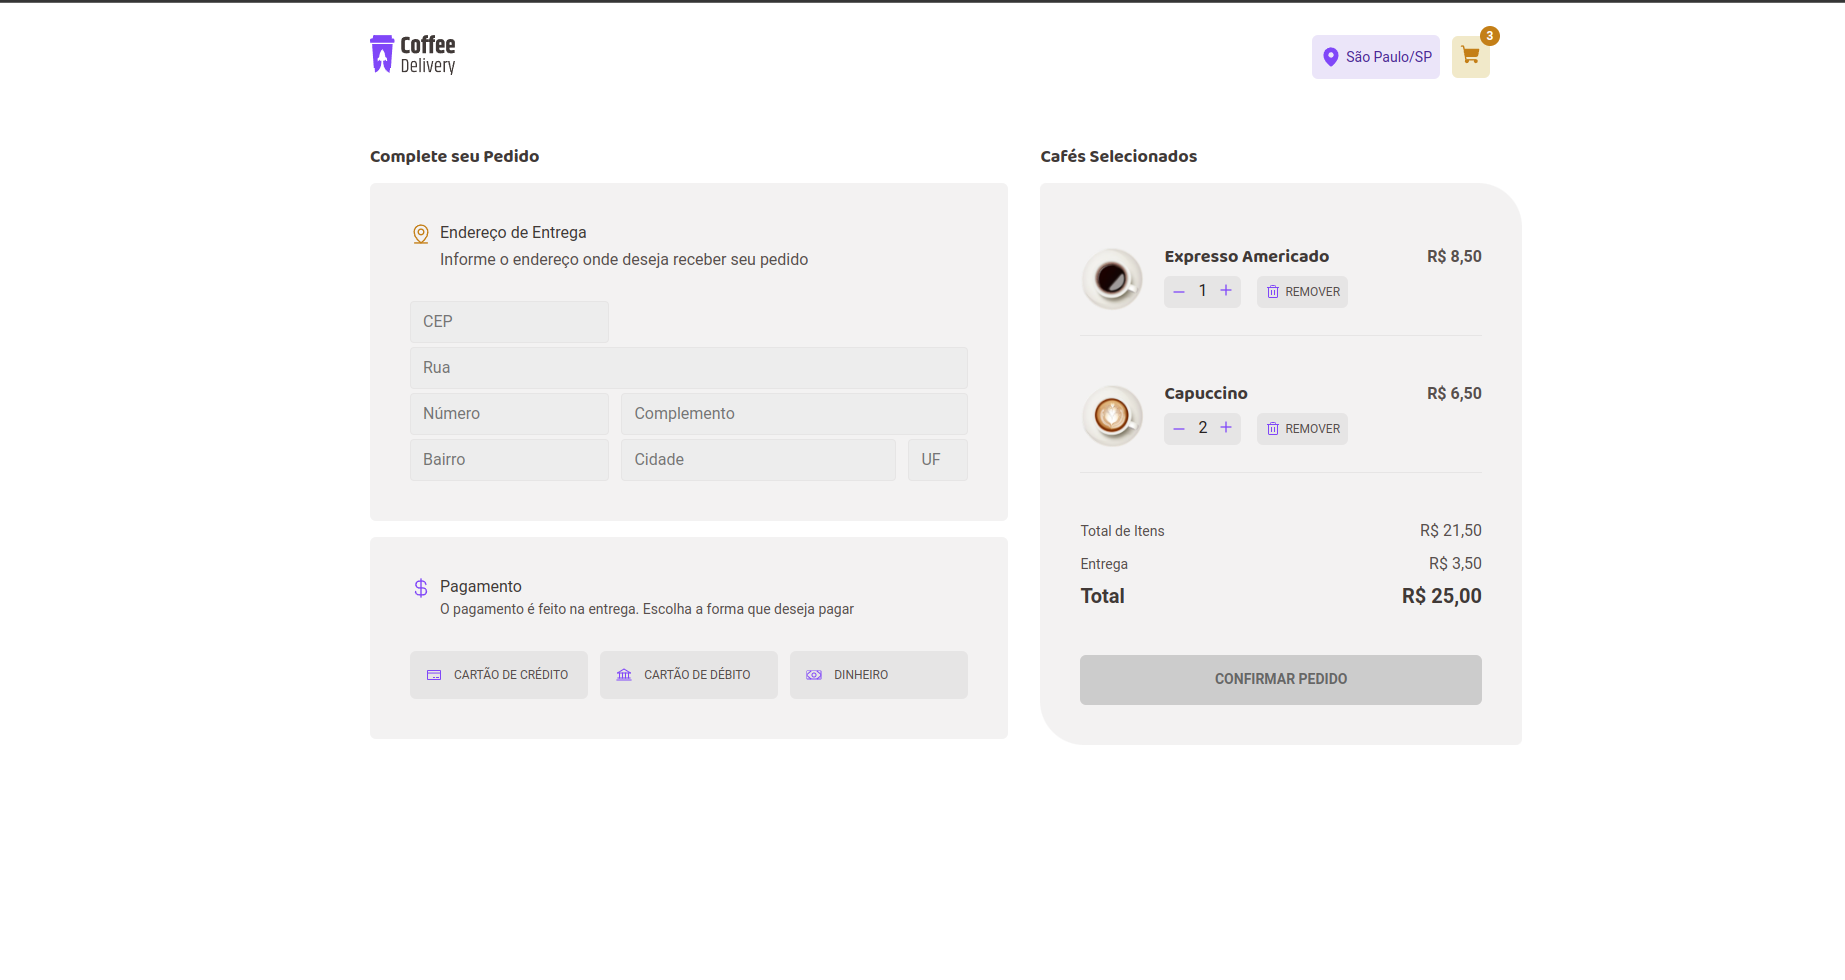 Coffee
Delivery
São Paulo/SP
3
Complete seu Pedido
Endereço de Entrega
Informe o endereço onde deseja receber seu pedido
CEP
Rua
Número
Complemento
Bairro
Cidade
UF
Pagamento
O pagamento é feito na entrega. Escolha a forma que deseja pagar
CARTÃO DE CRÉDITO
CARTÃO DE DÉBITO
DINHEIRO
Cafés Selecionados
Expresso Americado
R$ 8,50
– 1 +
REMOVER
Capuccino
R$ 6,50
– 2 +
REMOVER
Total de Itens
R$ 21,50
Entrega
R$ 3,50
Total
R$ 25,00
CONFIRMAR PEDIDO